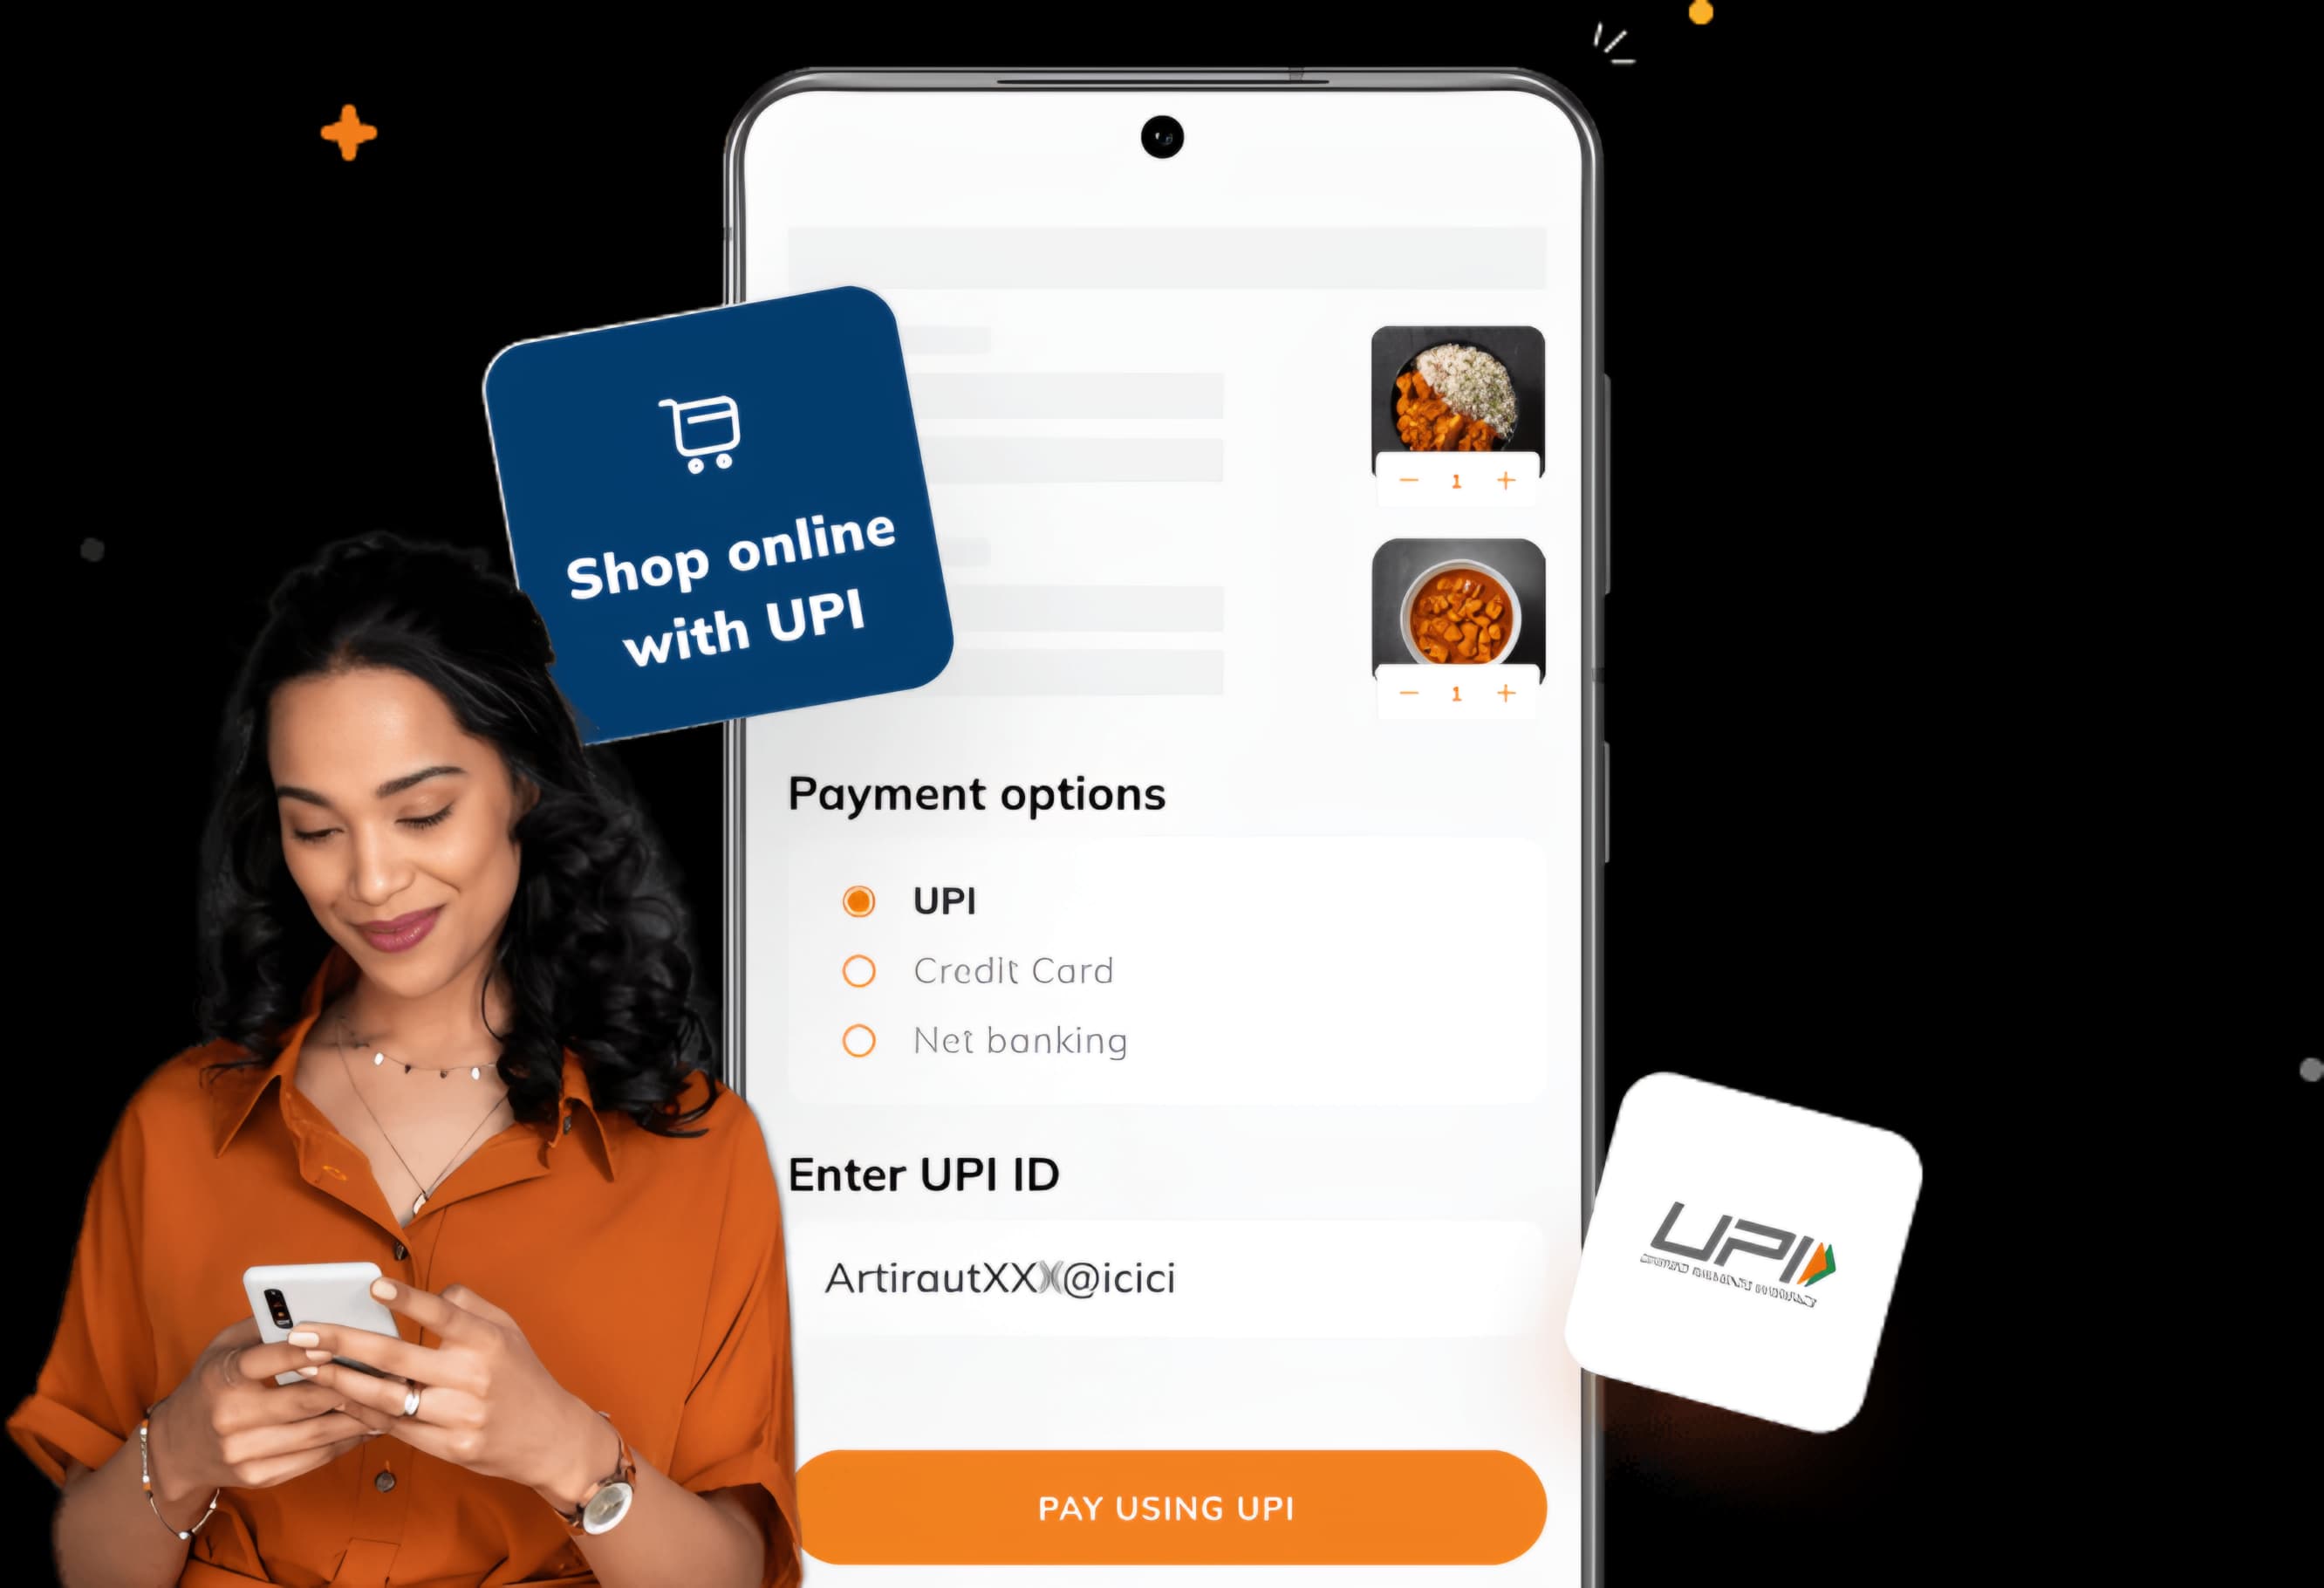 Shop online
with UPI
1
1
Payment options
UPI
Credit Card
Net banking
Enter UPI ID
ArtirautXXX@icici
PAY USING UPI
UPI